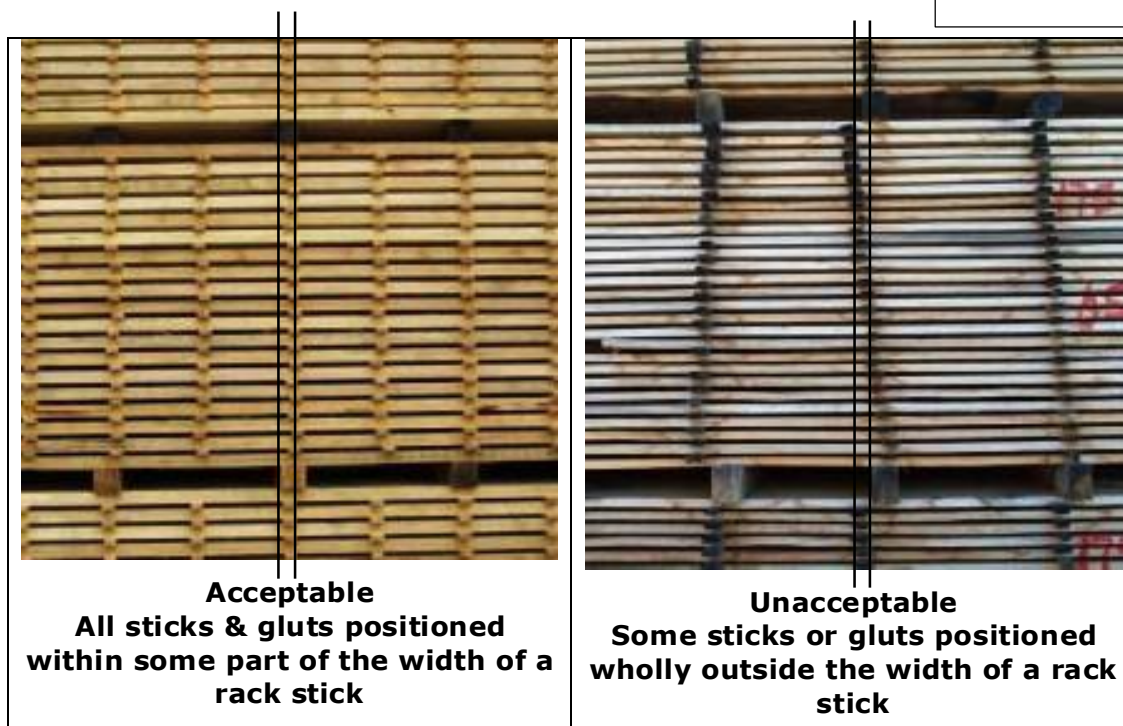 Acceptable
All sticks & gluts positioned
within some part of the width of a
rack stick
Unacceptable
Some sticks or gluts positioned
wholly outside the width of a rack
stick